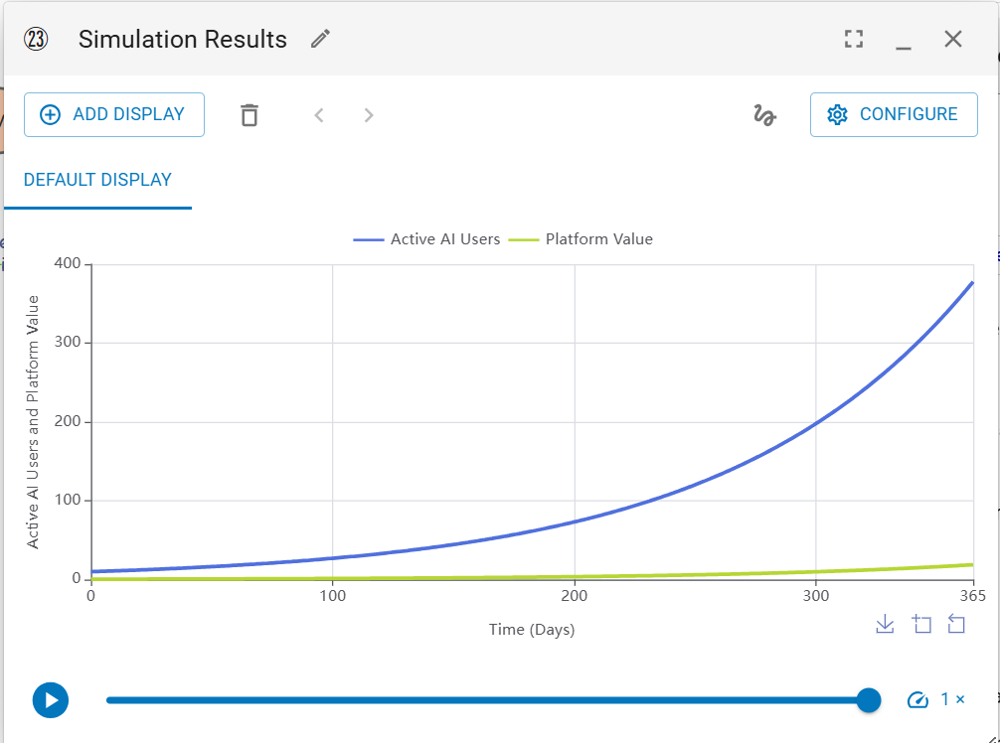 23 Simulation Results
ADD DISPLAY
CONFIGURE
DEFAULT DISPLAY
Active AI Users
Platform Value
Active AI Users and Platform Value
400
300
200
100
0
0 100 200 300 365
Time (Days)
1 ×